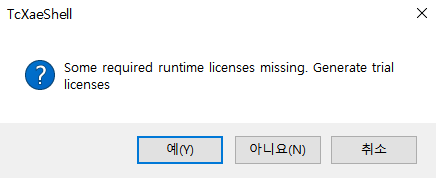 TcXaeShell
Some required runtime licenses missing. Generate trial
licenses
예(Y)
아니요(N)
취소